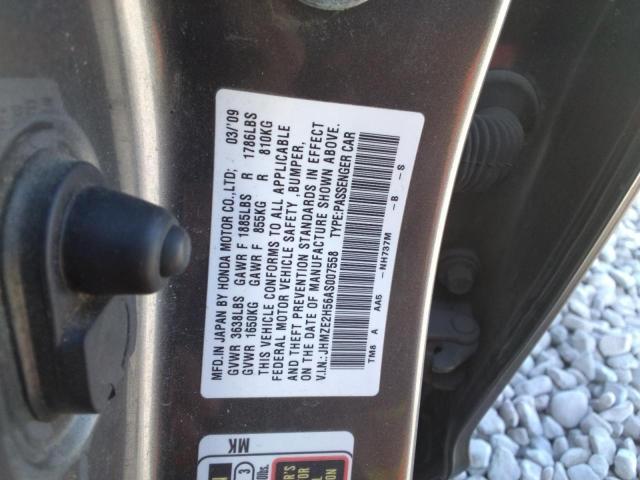 MFD.IN JAPAN BY HONDA MOTOR CO.,LTD; 03/'09
GVWR 3638LBS GAWR F 1885LBS R 1786LBS
GVWR 1650KG GAWR F 855KG R 810KG
THIS VEHICLE CONFORMS TO ALL APPLICABLE
FEDERAL MOTOR VEHICLE SAFETY ,BUMPER,
AND THEFT PREVENTION STANDARDS IN EFFECT
ON THE DATE OF MANUFACTURE SHOWN ABOVE.
V.I.N.:JHMZE2H56AS007558 TYPE:PASSENGER CAR
TM8 A AA5 -NH737M -B -S
MK
3